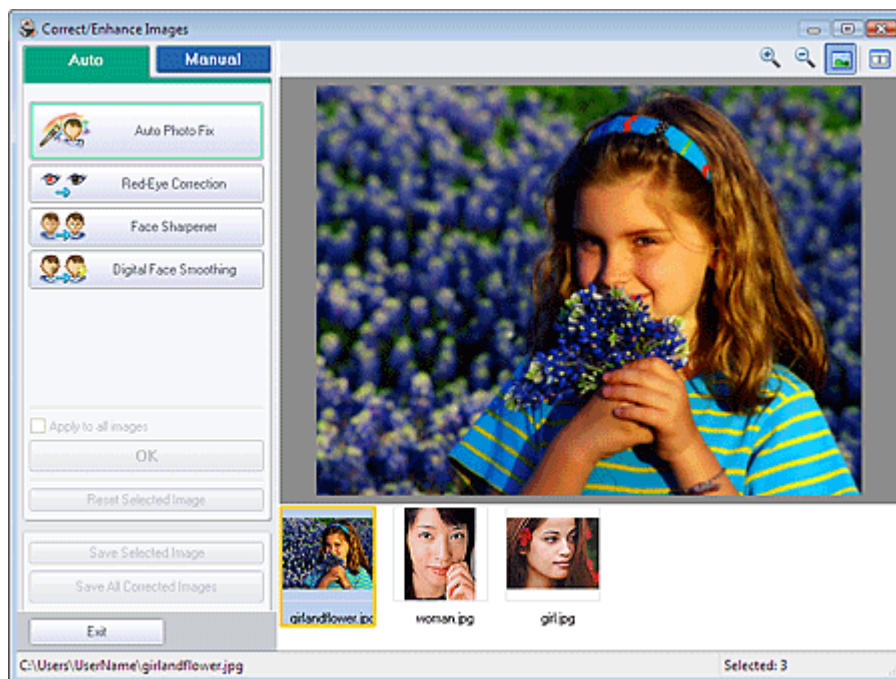 Correct/Enhance Images
Auto
Manual
Auto Photo Fix
Red-Eye Correction
Face Sharpener
Digital Face Smoothing
Apply to all images
OK
Reset Selected Image
Save Selected Image
Save All Corrected Images
Exit
girlandflower.jpg
woman.jpg
girl.jpg
C:\Users\UserName\girlandflower.jpg
Selected: 3